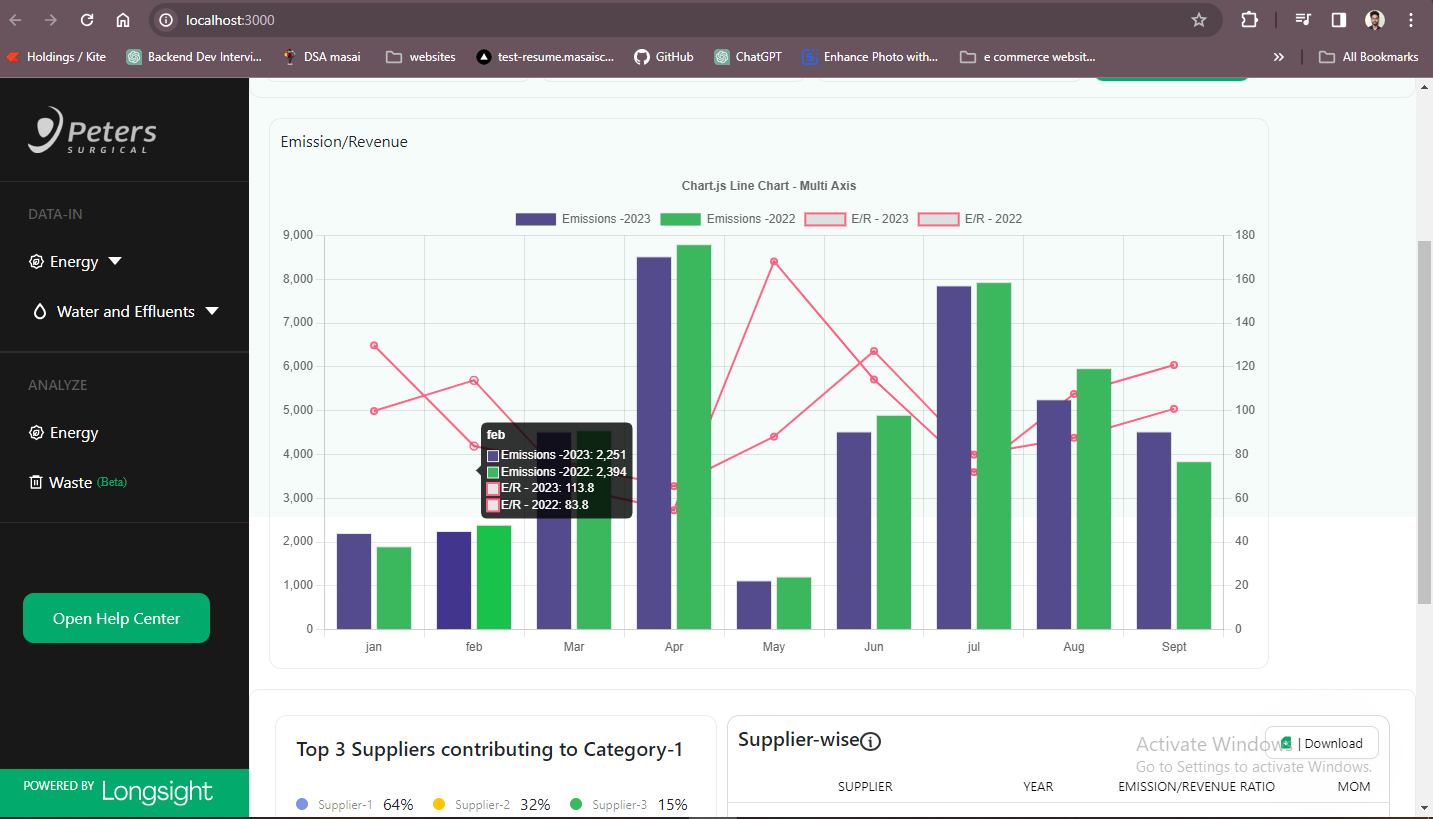 localhost:3000
Holdings / Kite
Backend Dev Intervi...
DSA masai
websites
test-resume.masaisc...
GitHub
ChatGPT
Enhance Photo with...
e commerce websit...
All Bookmarks
Peters
SURGICAL
DATA-IN
Energy
Water and Effluents
ANALYZE
Energy
Waste (Beta)
Open Help Center
POWERED BY Longsight
Emission/Revenue
Chart.js Line Chart - Multi Axis
Emissions -2023 Emissions -2022 E/R - 2023 E/R - 2022
9,000 180
8,000 160
7,000 140
6,000 120
5,000 100
4,000 80
3,000 60
2,000 40
1,000 20
0 0
feb
Emissions -2023: 2,251
Emissions -2022: 2,394
E/R - 2023: 113.8
E/R - 2022: 83.8
jan feb Mar Apr May Jun jul Aug Sept
Top 3 Suppliers contributing to Category-1
Supplier-1 64% Supplier-2 32% Supplier-3 15%
Supplier-wise
| Download
Activate Windows
Go to Settings to activate Windows.
SUPPLIER YEAR EMISSION/REVENUE RATIO MOM